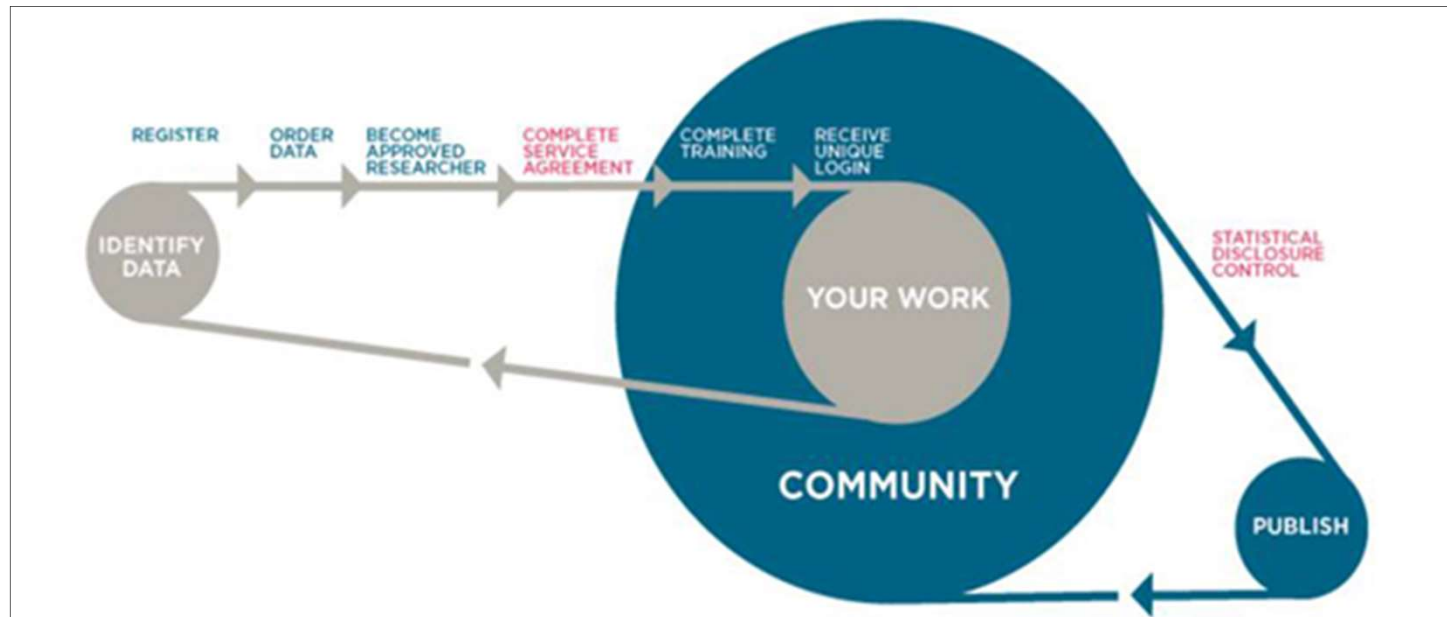 REGISTER
ORDER
DATA
BECOME
APPROVED
RESEARCHER
COMPLETE
SERVICE
AGREEMENT
COMPLETE
TRAINING
RECEIVE
UNIQUE
LOGIN
IDENTIFY
DATA
YOUR WORK
STATISTICAL
DISCLOSURE
CONTROL
COMMUNITY
PUBLISH